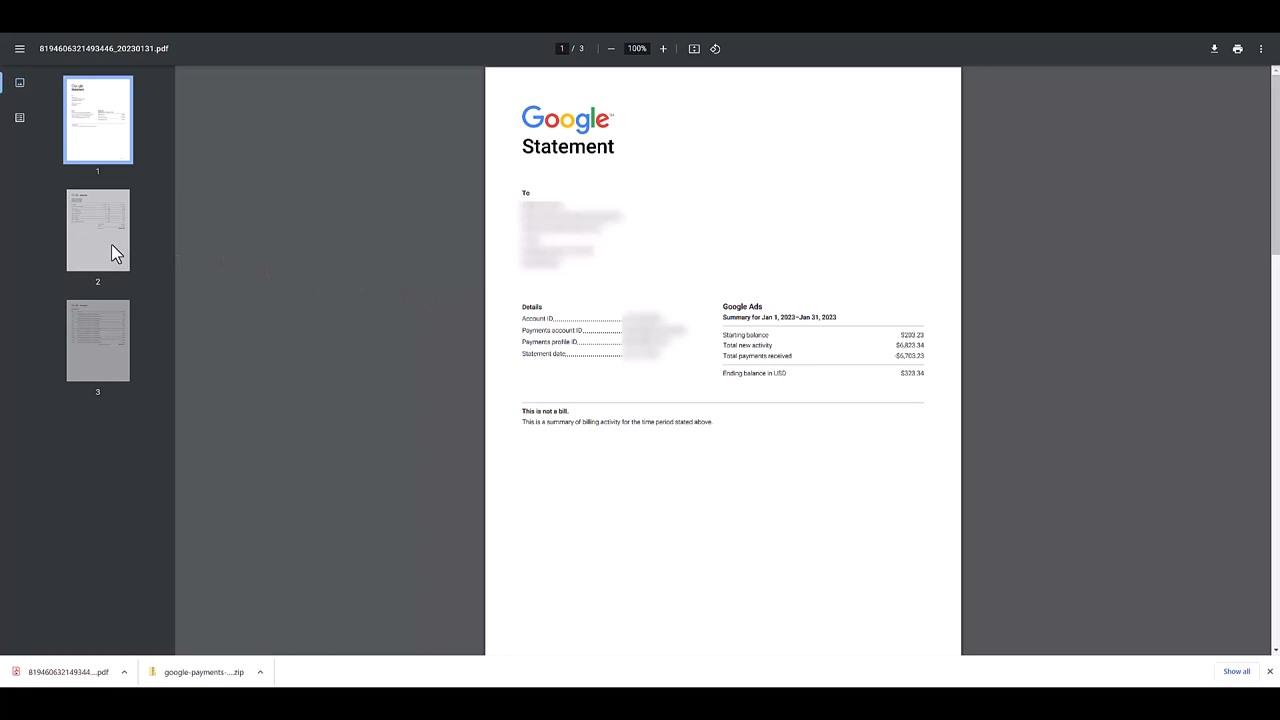 8194606321493446_20230131.pdf
1 / 3
100%
1
2
3
Google™
Statement
To
Details
Account ID
Payments account ID
Payments profile ID
Statement date
Google Ads
Summary for Jan 1, 2023–Jan 31, 2023
Starting balance $203.23
Total new activity $6,823.34
Total payments received -$6,703.23
Ending balance in USD $323.34
This is not a bill.
This is a summary of billing activity for the time period stated above.
819460632149344....pdf
google-payments-....zip
Show all